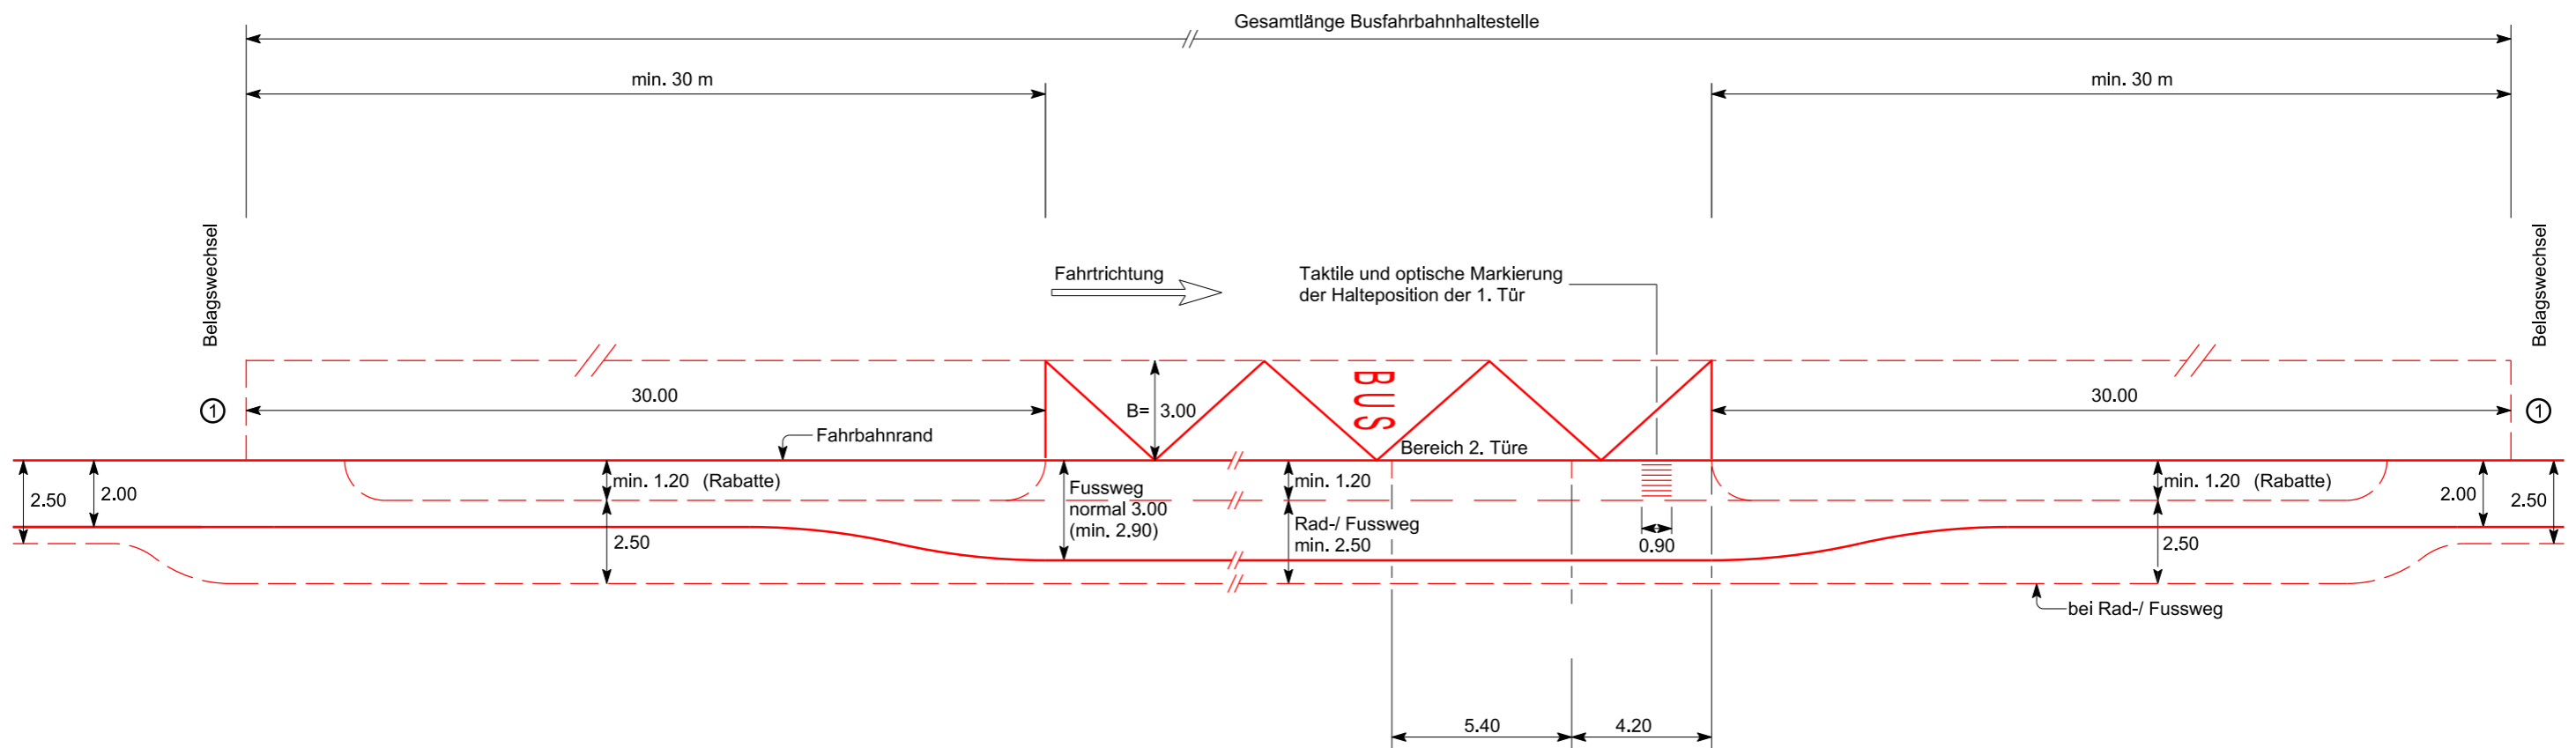 Gesamtlänge Busfahrbahnhaltestelle
min. 30 m
min. 30 m
Belagswechsel
Belagswechsel
Fahrtrichtung
Taktile und optische Markierung
der Halteposition der 1. Tür
BUS
1
30.00
B= 3.00
30.00
1
Fahrbahnrand
Bereich 2. Türe
2.50
2.00
min. 1.20 (Rabatte)
Fussweg
normal 3.00
(min. 2.90)
min. 1.20
min. 1.20 (Rabatte)
2.00
2.50
2.50
Rad-/ Fussweg
min. 2.50
0.90
2.50
bei Rad-/ Fussweg
5.40
4.20